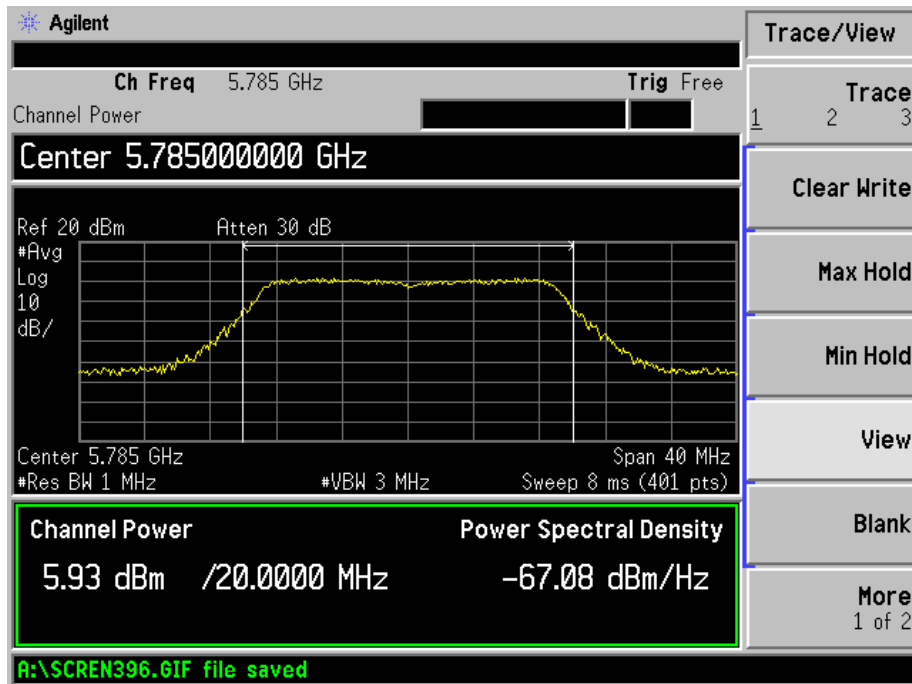 Agilent
Ch Freq 5.785 GHz Trig Free
Channel Power
Center 5.785000000 GHz
Ref 20 dBm Atten 30 dB
#Avg
Log
10
dB/
Center 5.785 GHz Span 40 MHz
#Res BW 1 MHz #VBW 3 MHz Sweep 8 ms (401 pts)
Channel Power Power Spectral Density
5.93 dBm /20.0000 MHz -67.08 dBm/Hz
A:\SCREN396.GIF file saved
Trace/View
Trace
1 2 3
Clear Write
Max Hold
Min Hold
View
Blank
More
1 of 2